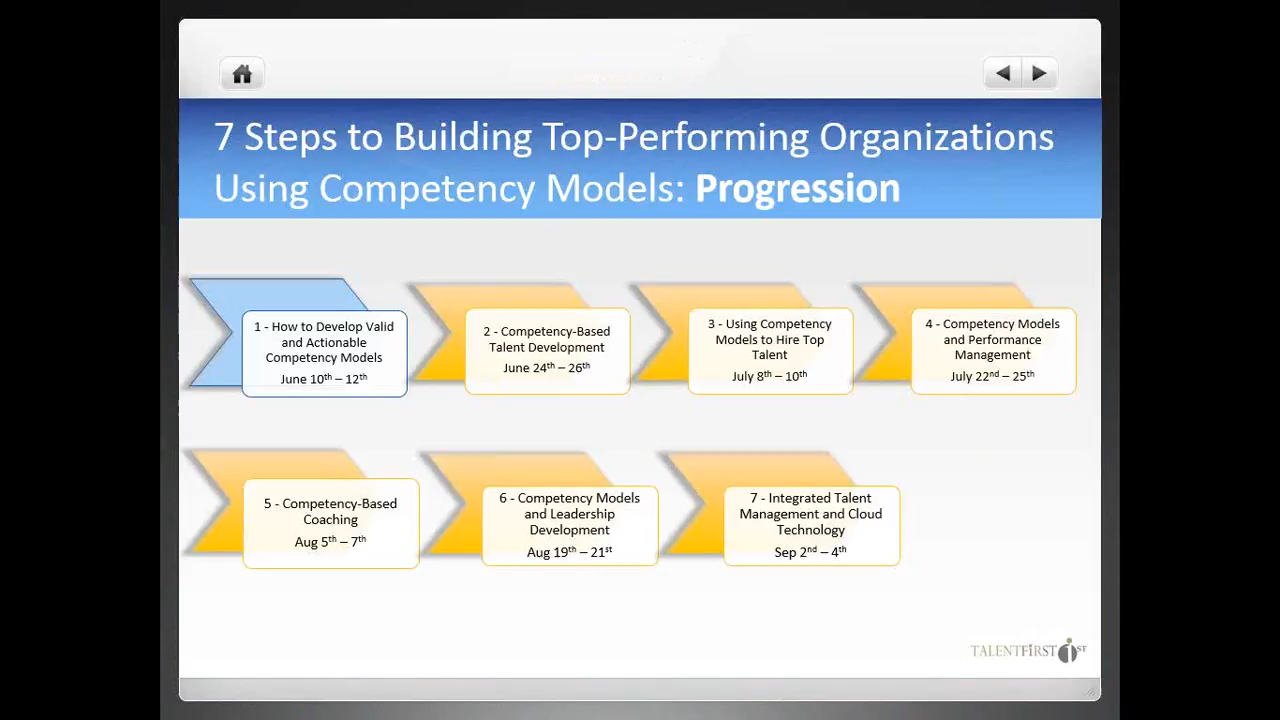 7 Steps to Building Top-Performing Organizations
Using Competency Models: Progression
1 - How to Develop Valid
and Actionable
Competency Models
June 10th – 12th
2 - Competency-Based
Talent Development
June 24th – 26th
3 - Using Competency
Models to Hire Top
Talent
July 8th – 10th
4 - Competency Models
and Performance
Management
July 22nd – 25th
5 - Competency-Based
Coaching
Aug 5th – 7th
6 - Competency Models
and Leadership
Development
Aug 19th – 21st
7 - Integrated Talent
Management and Cloud
Technology
Sep 2nd – 4th
TALENTFIRST 1ST